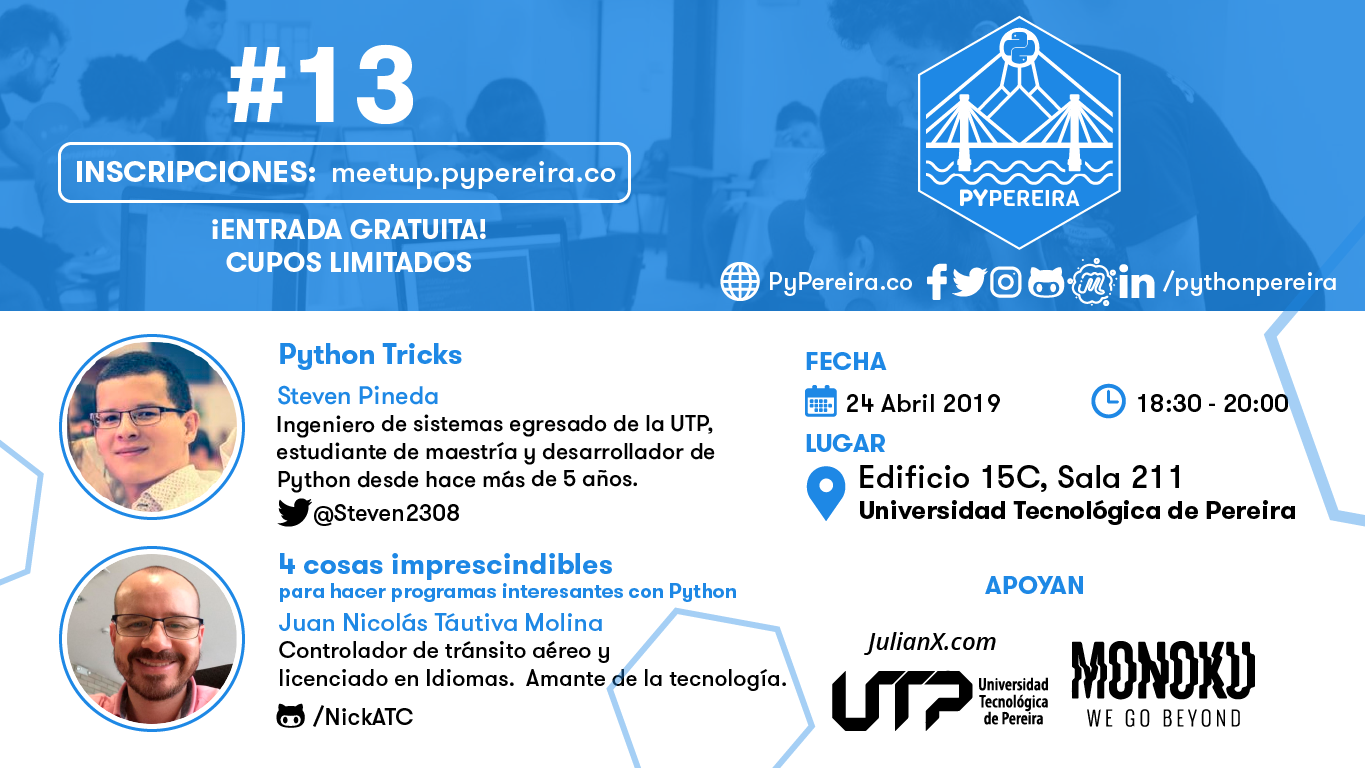 #13
INSCRIPCIONES: meetup.pypereira.co
¡ENTRADA GRATUITA!
CUPOS LIMITADOS
PYPEREIRA
PyPereira.co /pythonpereira
Python Tricks
Steven Pineda
Ingeniero de sistemas egresado de la UTP,
estudiante de maestría y desarrollador de
Python desde hace más de 5 años.
@Steven2308
4 cosas imprescindibles
para hacer programas interesantes con Python
Juan Nicolás Táutiva Molina
Controlador de tránsito aéreo y
licenciado en Idiomas. Amante de la tecnología.
/NickATC
FECHA
24 Abril 2019 18:30 - 20:00
LUGAR
Edificio 15C, Sala 211
Universidad Tecnológica de Pereira
APOYAN
JulianX.com
UTP
Universidad
Tecnológica
de Pereira
MONOKU
WE GO BEYOND